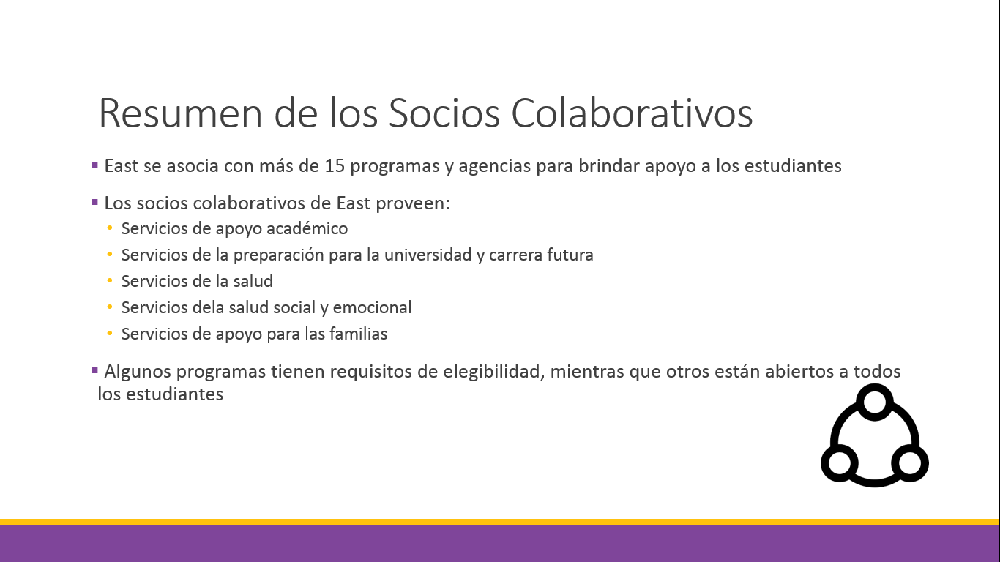 Resumen de los Socios Colaborativos
▪ East se asocia con más de 15 programas y agencias para brindar apoyo a los estudiantes
▪ Los socios colaborativos de East proveen:
• Servicios de apoyo académico
• Servicios de la preparación para la universidad y carrera futura
• Servicios de la salud
• Servicios dela salud social y emocional
• Servicios de apoyo para las familias
▪ Algunos programas tienen requisitos de elegibilidad, mientras que otros están abiertos a todos
los estudiantes